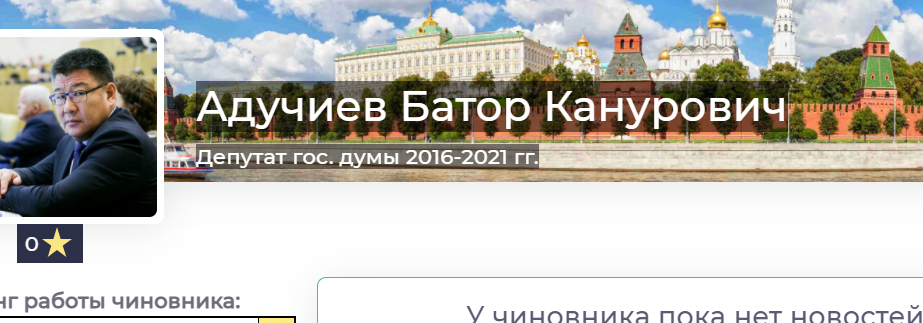 Адучиев Батор Канурович
Депутат гос. думы 2016-2021 гг.
0
нг работы чиновника:
У чиновника пока нет новостей